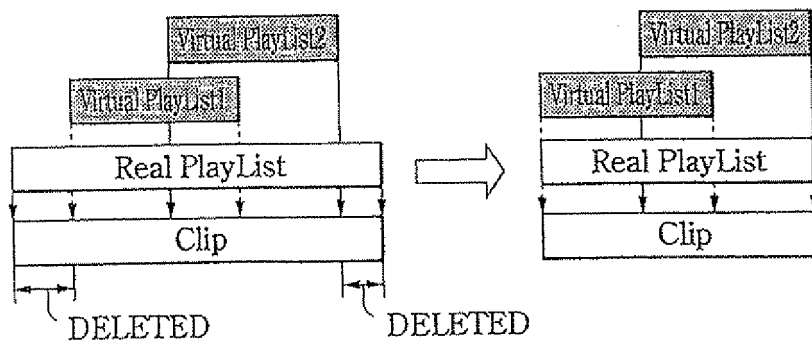 Virtual PlayList2
Virtual PlayList1
Real PlayList
Clip
DELETED
DELETED
Virtual PlayList2
Virtual PlayList1
Real PlayList
Clip